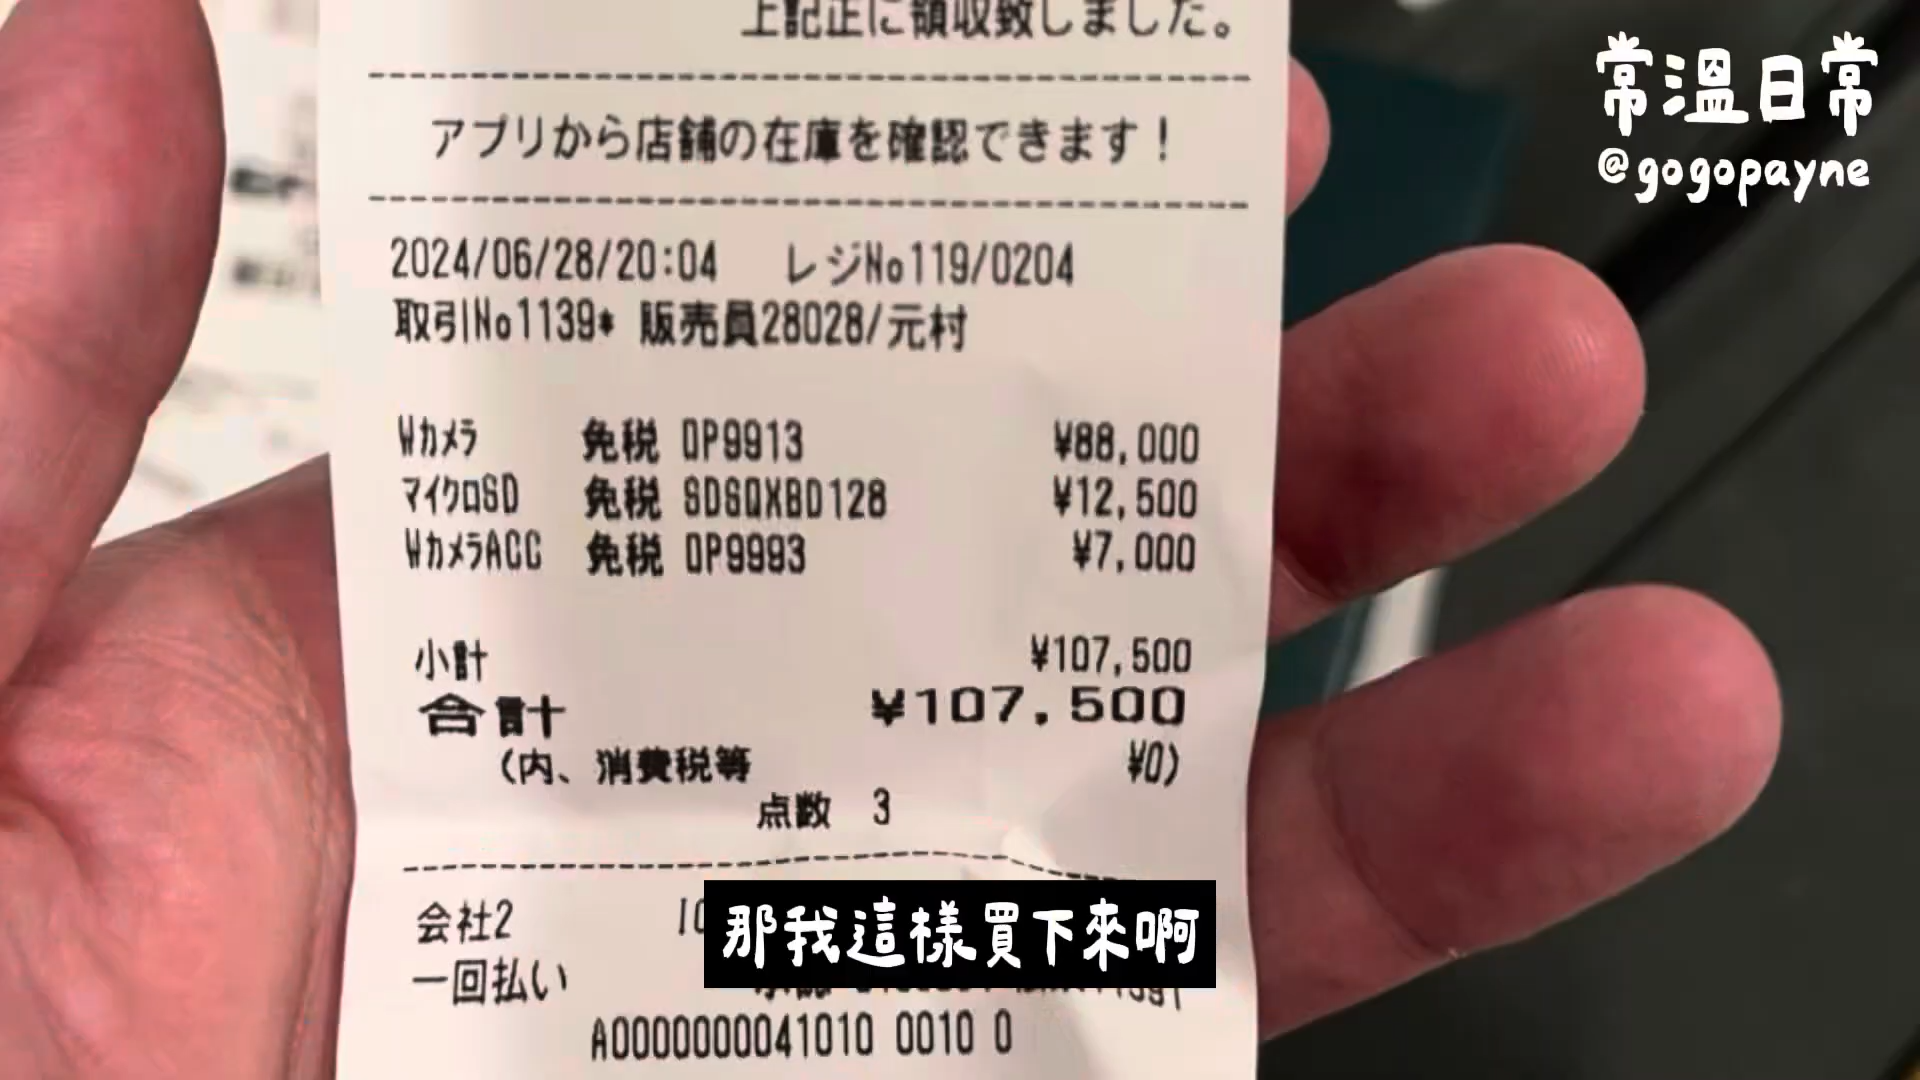 上記正に領収致しました。
常溫日常
@gogopayne
アプリから店舗の在庫を確認できます！
2024/06/28/20:04 レジNo119/0204
取引No1139* 販売員28028/元村
Wカメラ 免税 OP9913 ¥88,000
マイクロSD 免税 SDSQXBD128 ¥12,500
WカメラACC 免税 OP9993 ¥7,000
小計 ¥107,500
合計 ¥107,500
(内、消費税等 ¥0)
点数 3
会社2
那我這樣買下來啊
一回払い
A0000000041010 0010 0